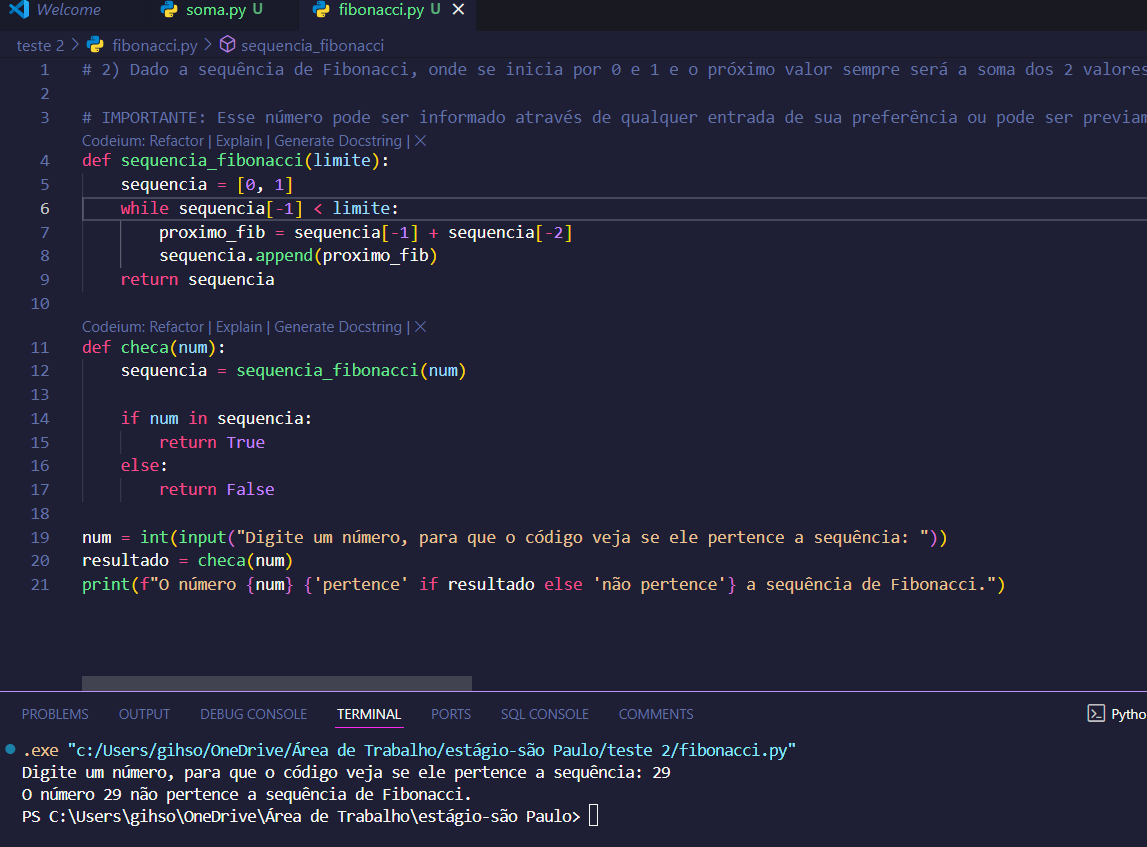 Welcome soma.py U fibonacci.py U
teste 2 > fibonacci.py > sequencia_fibonacci
1 # 2) Dado a sequência de Fibonacci, onde se inicia por 0 e 1 e o próximo valor sempre será a soma dos 2 valores
2
3 # IMPORTANTE: Esse número pode ser informado através de qualquer entrada de sua preferência ou pode ser previam
Codeium: Refactor | Explain | Generate Docstring | ×
4 def sequencia_fibonacci(limite):
5 sequencia = [0, 1]
6 while sequencia[-1] < limite:
7 proximo_fib = sequencia[-1] + sequencia[-2]
8 sequencia.append(proximo_fib)
9 return sequencia
10
Codeium: Refactor | Explain | Generate Docstring | ×
11 def checa(num):
12 sequencia = sequencia_fibonacci(num)
13
14 if num in sequencia:
15 return True
16 else:
17 return False
18
19 num = int(input("Digite um número, para que o código veja se ele pertence a sequência: "))
20 resultado = checa(num)
21 print(f"O número {num} {'pertence' if resultado else 'não pertence'} a sequência de Fibonacci.")
PROBLEMS OUTPUT DEBUG CONSOLE TERMINAL PORTS SQL CONSOLE COMMENTS Pytho
.exe "c:/Users/gihso/OneDrive/Área de Trabalho/estágio-são Paulo/teste 2/fibonacci.py"
Digite um número, para que o código veja se ele pertence a sequência: 29
O número 29 não pertence a sequência de Fibonacci.
PS C:\Users\gihso\OneDrive\Área de Trabalho\estágio-são Paulo>